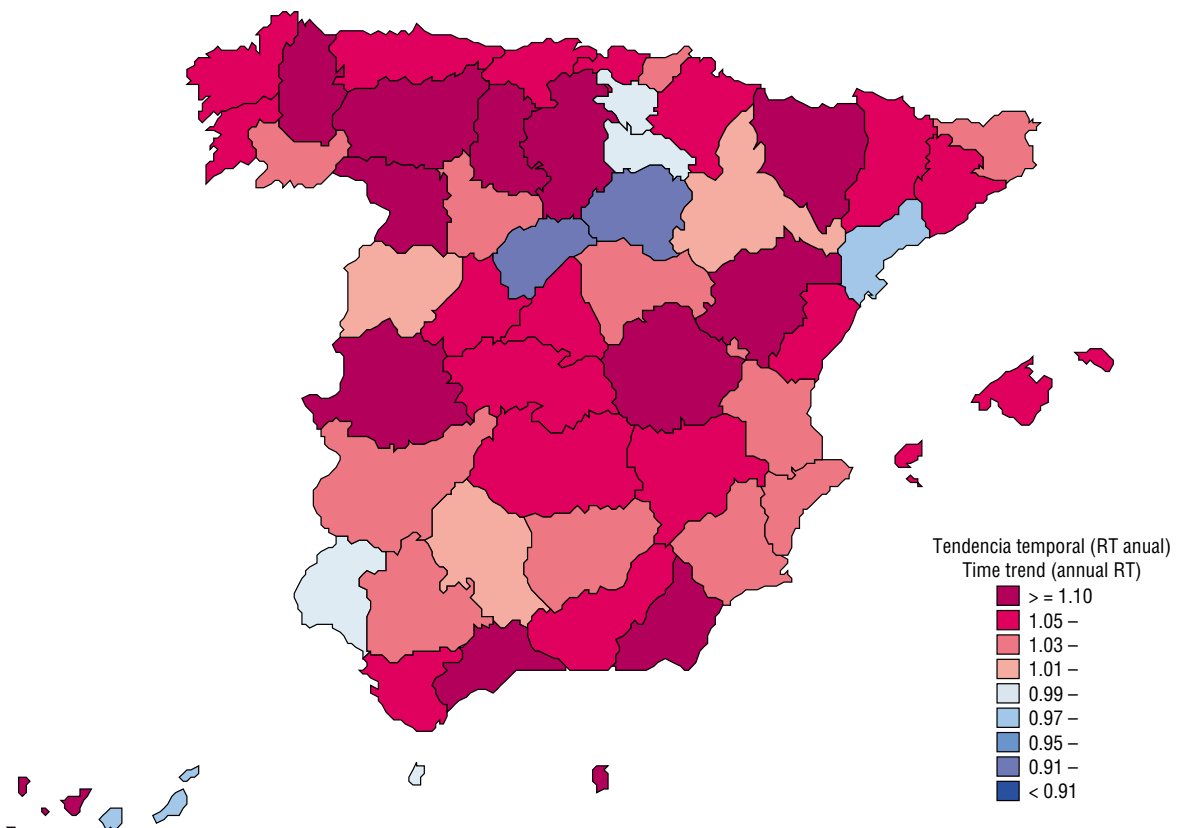 Tendencia temporal (RT anual)
Time trend (annual RT)
> = 1.10
1.05 –
1.03 –
1.01 –
0.99 –
0.97 –
0.95 –
0.91 –
< 0.91